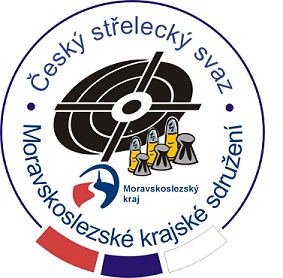 Český střelecký svaz
Moravskoslezský
kraj
Moravskoslezské krajské sdružení